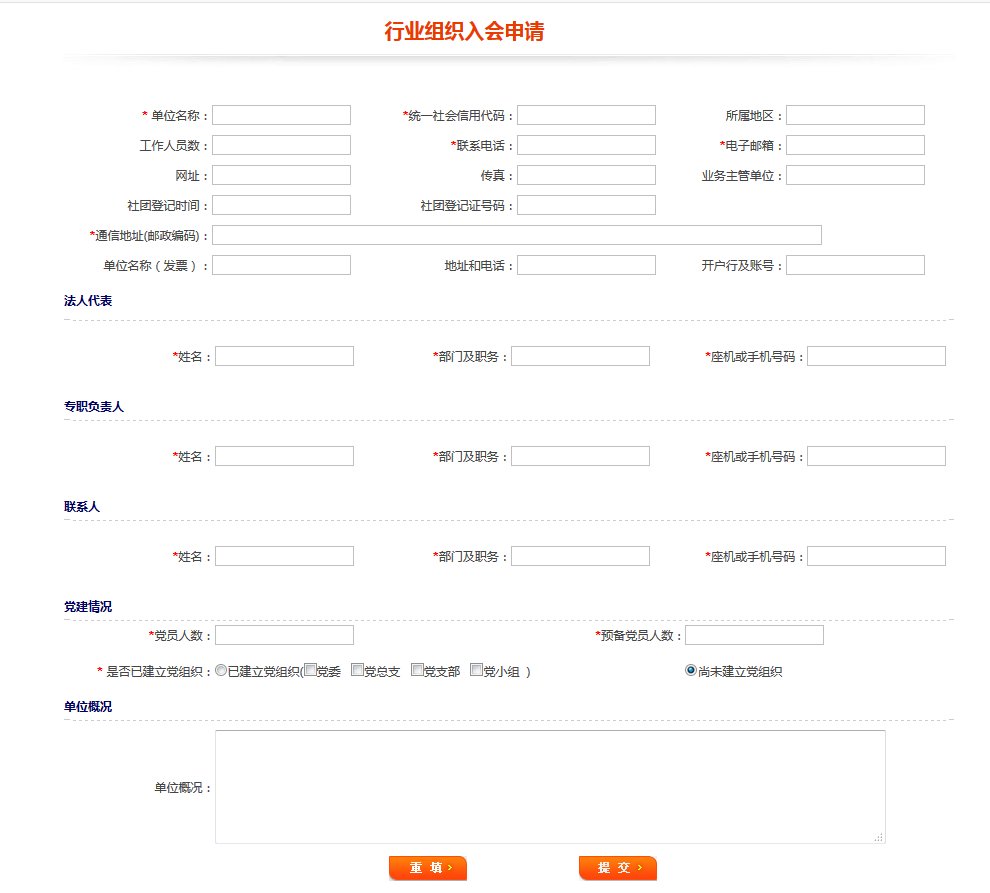 行业组织入会申请
* 单位名称： *统一社会信用代码： 所属地区：
工作人员数： *联系电话： *电子邮箱：
网址： 传真： 业务主管单位：
社团登记时间： 社团登记证号码：
*通信地址(邮政编码)：
单位名称（发票）： 地址和电话： 开户行及账号：
法人代表
*姓名： *部门及职务： *座机或手机号码：
专职负责人
*姓名： *部门及职务： *座机或手机号码：
联系人
*姓名： *部门及职务： *座机或手机号码：
党建情况
*党员人数： *预备党员人数：
* 是否已建立党组织： 已建立党组织( 党委 党总支 党支部 党小组 ) 尚未建立党组织
单位概况
单位概况：
重 填 › 提 交 ›